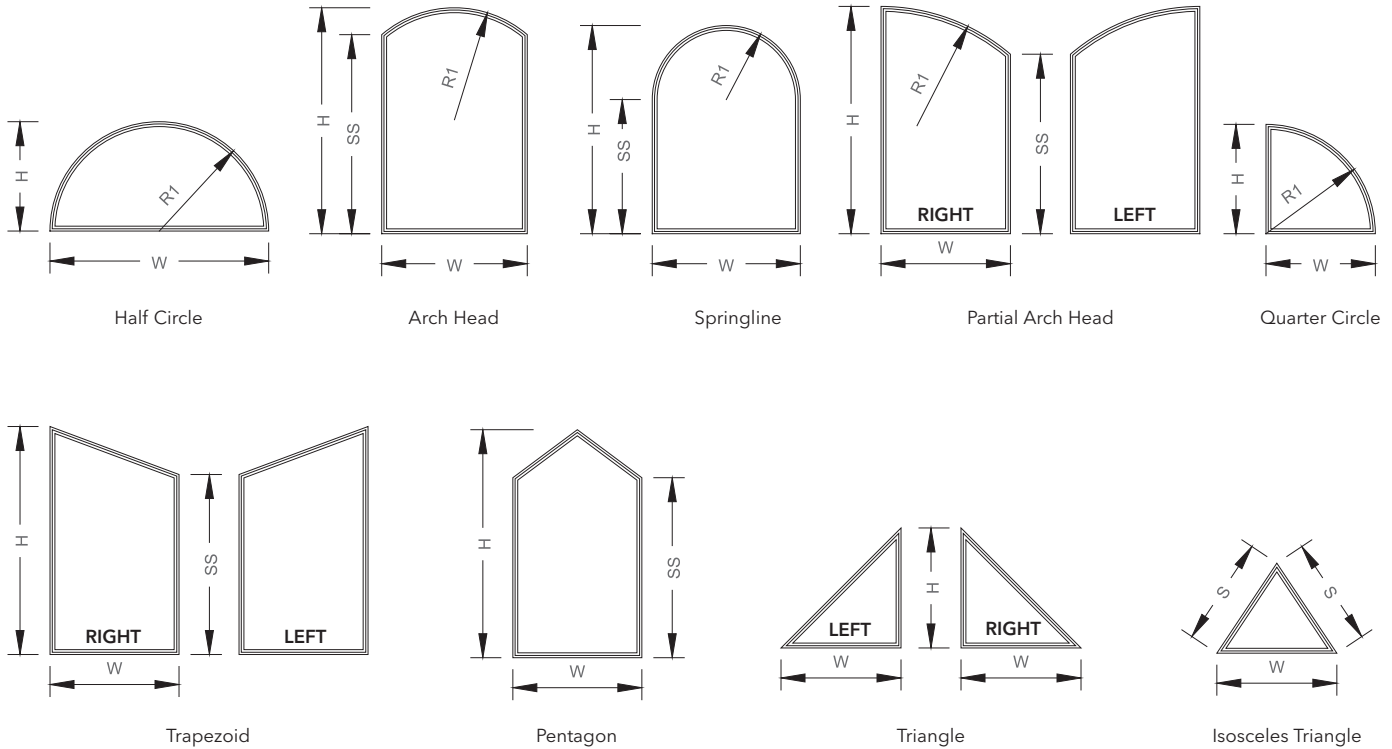 H
R1
W
Half Circle
H
SS
R1
W
Arch Head
H
SS
R1
W
Springline
H
R1
RIGHT
W
SS
LEFT
Partial Arch Head
H
R1
W
Quarter Circle
H
RIGHT
W
SS
LEFT
Trapezoid
H
SS
W
Pentagon
LEFT
W
H
RIGHT
W
Triangle
S
S
W
Isosceles Triangle